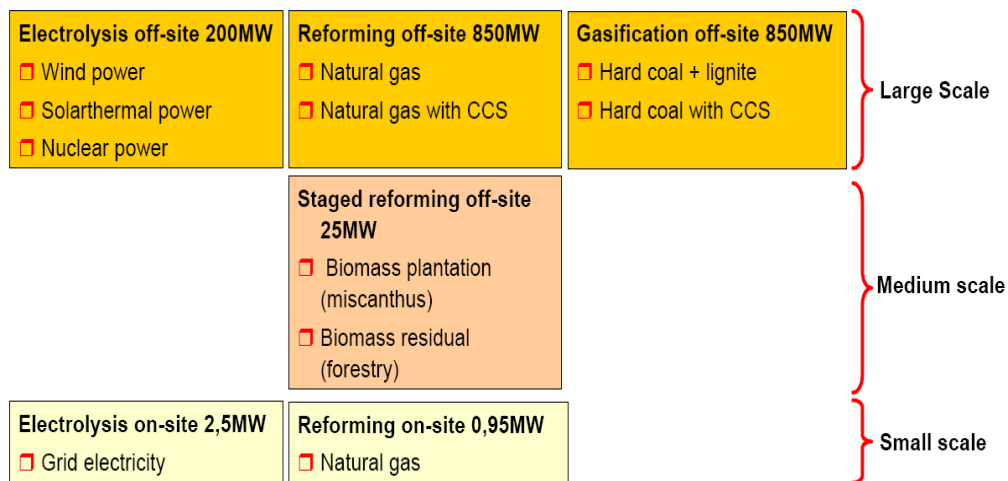 Electrolysis off-site 200MW
Wind power
Solarthermal power
Nuclear power
Reforming off-site 850MW
Natural gas
Natural gas with CCS
Gasification off-site 850MW
Hard coal + lignite
Hard coal with CCS
Large Scale
Staged reforming off-site
25MW
Biomass plantation
(miscanthus)
Biomass residual
(forestry)
Medium scale
Electrolysis on-site 2,5MW
Grid electricity
Reforming on-site 0,95MW
Natural gas
Small scale